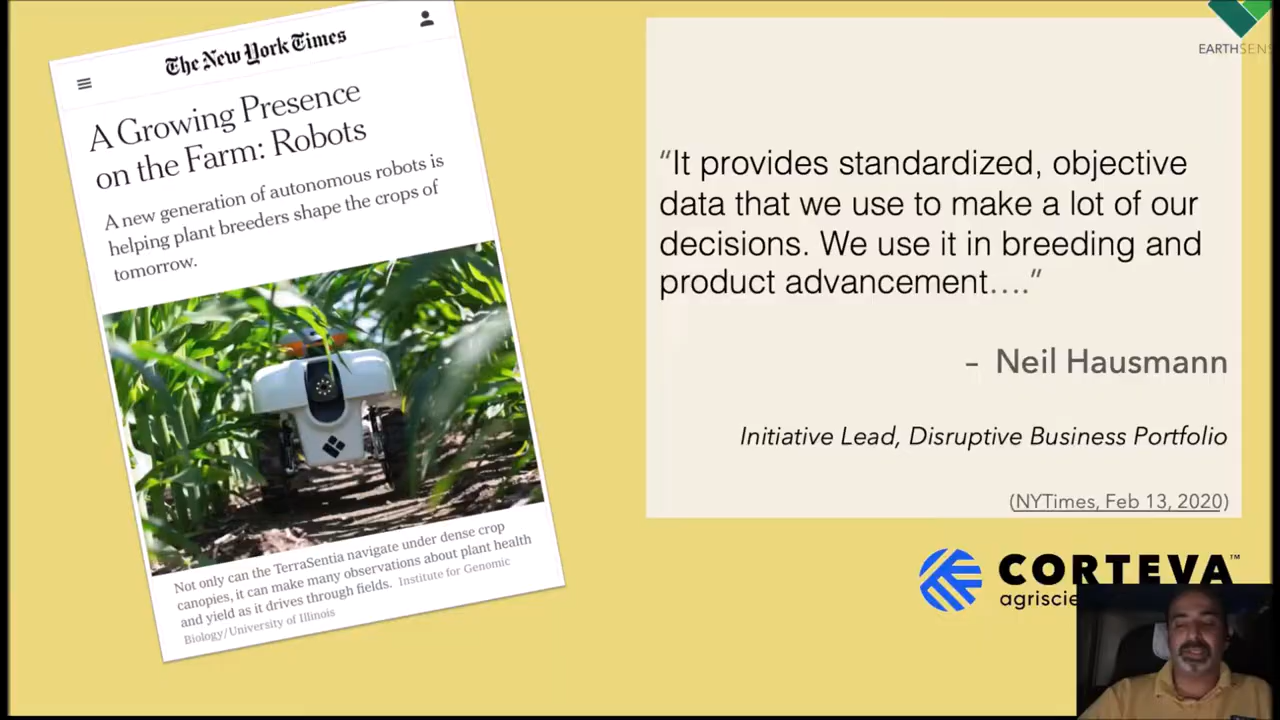 The New York Times
A Growing Presence
on the Farm: Robots
A new generation of autonomous robots is
helping plant breeders shape the crops of
tomorrow.
Not only can the TerraSentia navigate under dense crop
canopies, it can make many observations about plant health
and yield as it drives through fields. Institute for Genomic
Biology/University of Illinois
EARTHSENS
“It provides standardized, objective
data that we use to make a lot of our
decisions. We use it in breeding and
product advancement….”
– Neil Hausmann
Initiative Lead, Disruptive Business Portfolio
(NYTimes, Feb 13, 2020)
CORTEVA™
agriscie